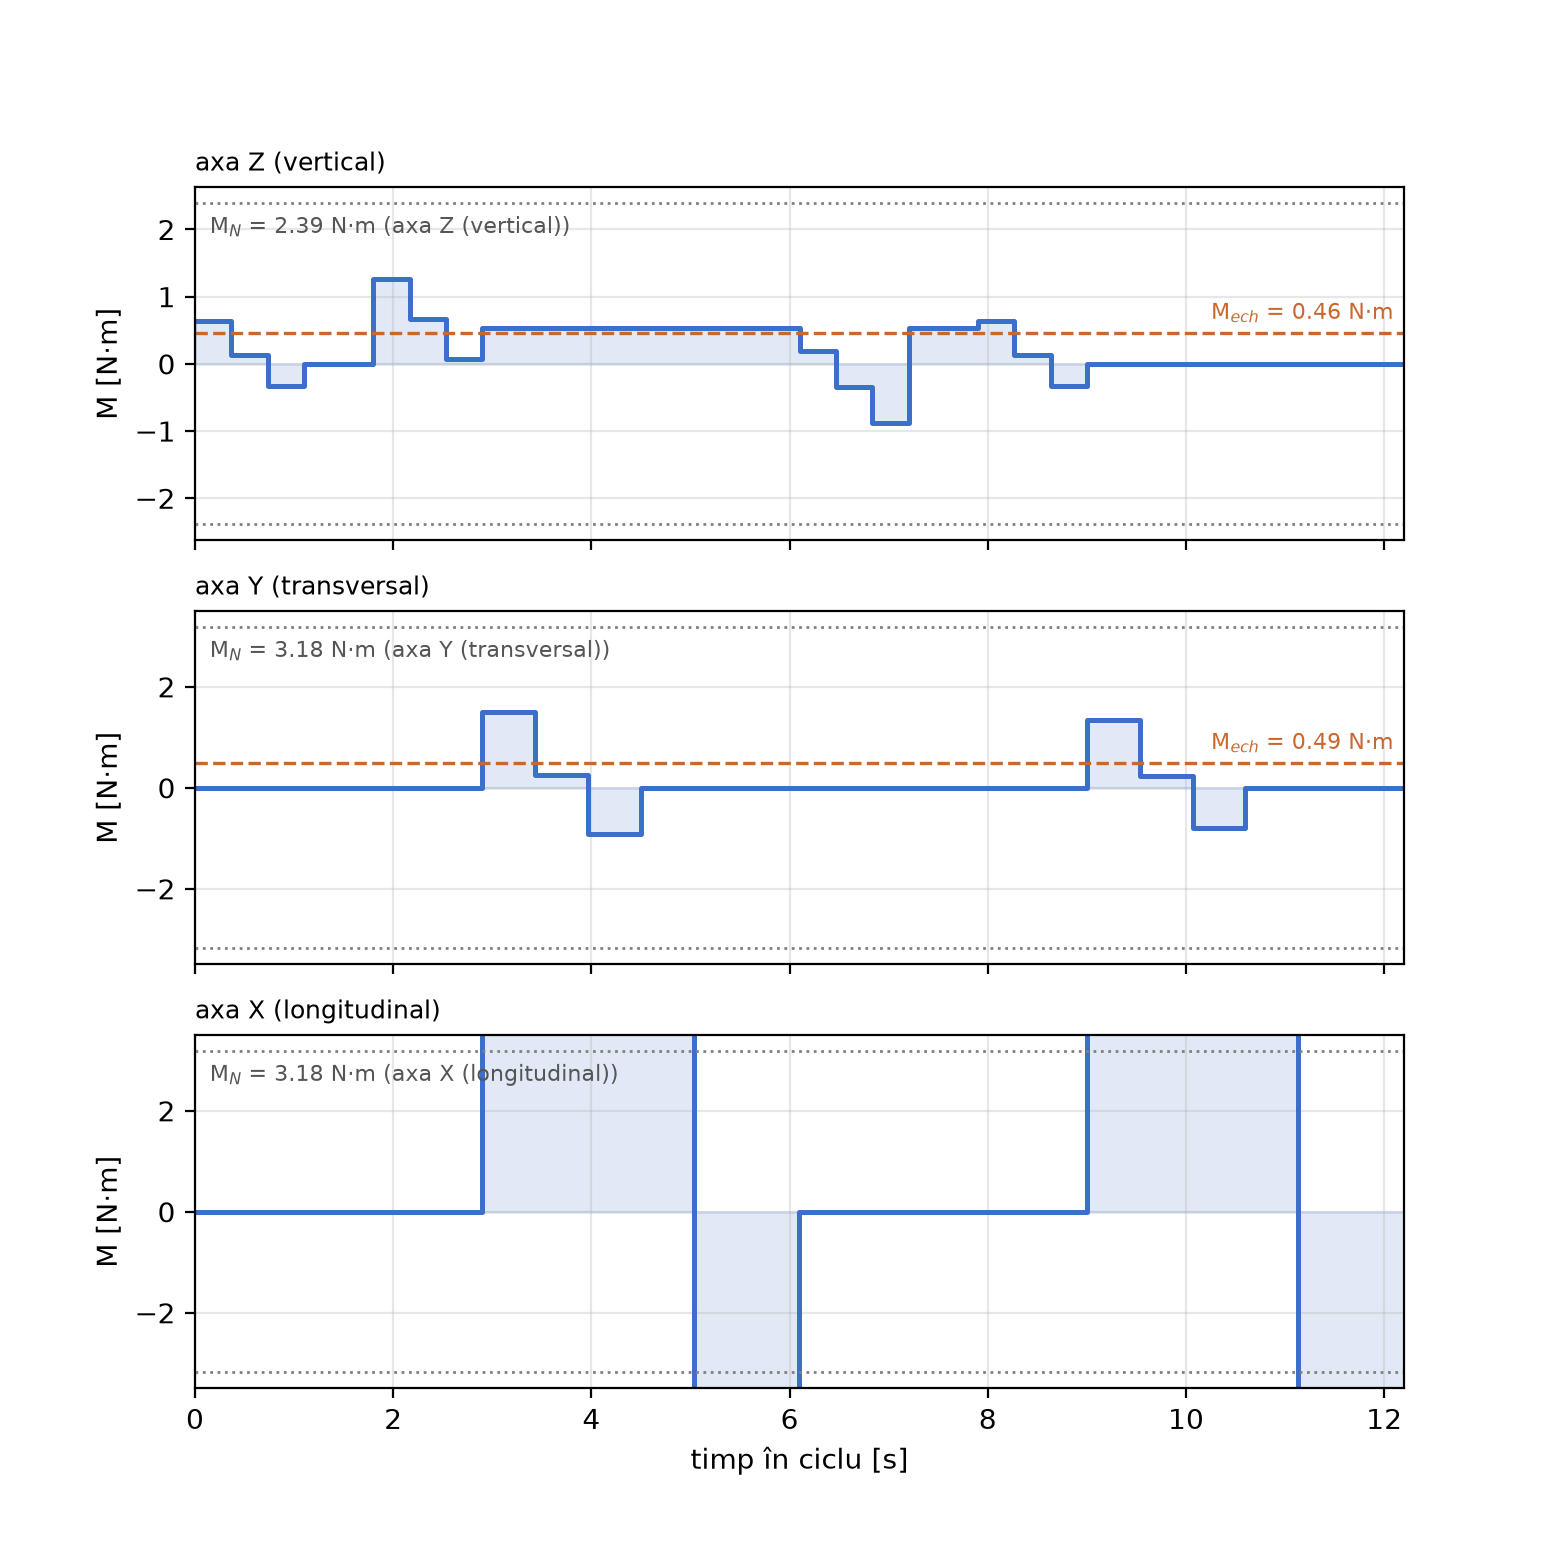 axa Z (vertical)
M_N = 2.39 N·m (axa Z (vertical))
M_ech = 0.46 N·m
M [N·m]
2
1
0
−1
−2
axa Y (transversal)
M_N = 3.18 N·m (axa Y (transversal))
M_ech = 0.49 N·m
M [N·m]
2
0
−2
axa X (longitudinal)
M_N = 3.18 N·m (axa X (longitudinal))
M [N·m]
2
0
−2
0 2 4 6 8 10 12
timp în ciclu [s]